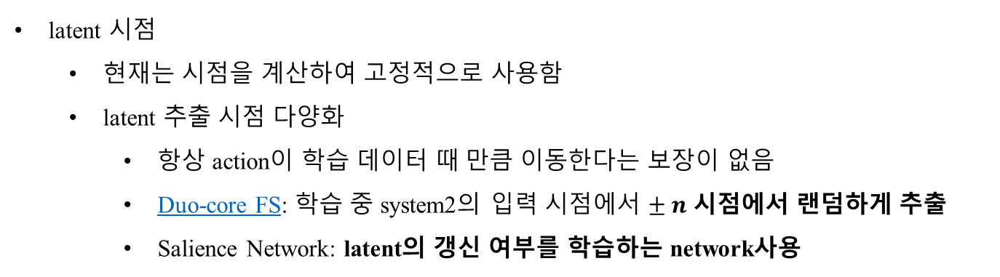 • latent 시점
• 현재는 시점을 계산하여 고정적으로 사용함
• latent 추출 시점 다양화
• 항상 action이 학습 데이터 때 만큼 이동한다는 보장이 없음
• Duo-core FS: 학습 중 system2의 입력 시점에서 ± n 시점에서 랜덤하게 추출
• Salience Network: latent의 갱신 여부를 학습하는 network사용